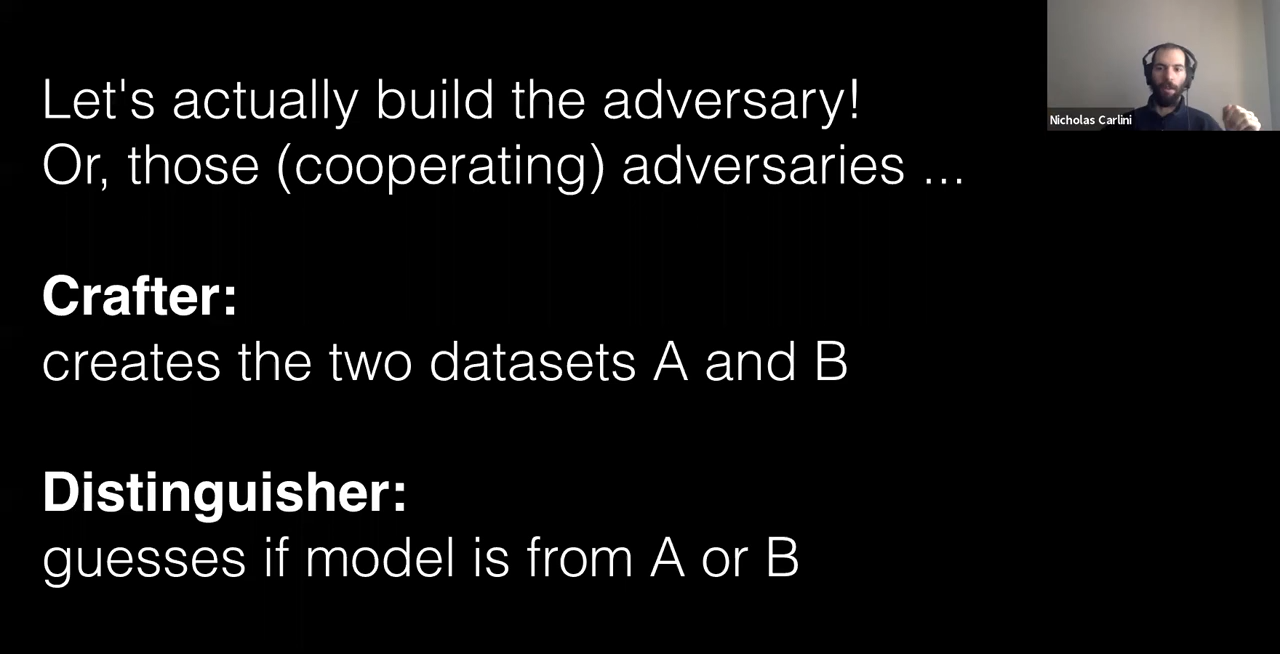 Let's actually build the adversary!
Or, those (cooperating) adversaries ...
Nicholas Carlini
Crafter:
creates the two datasets A and B
Distinguisher:
guesses if model is from A or B